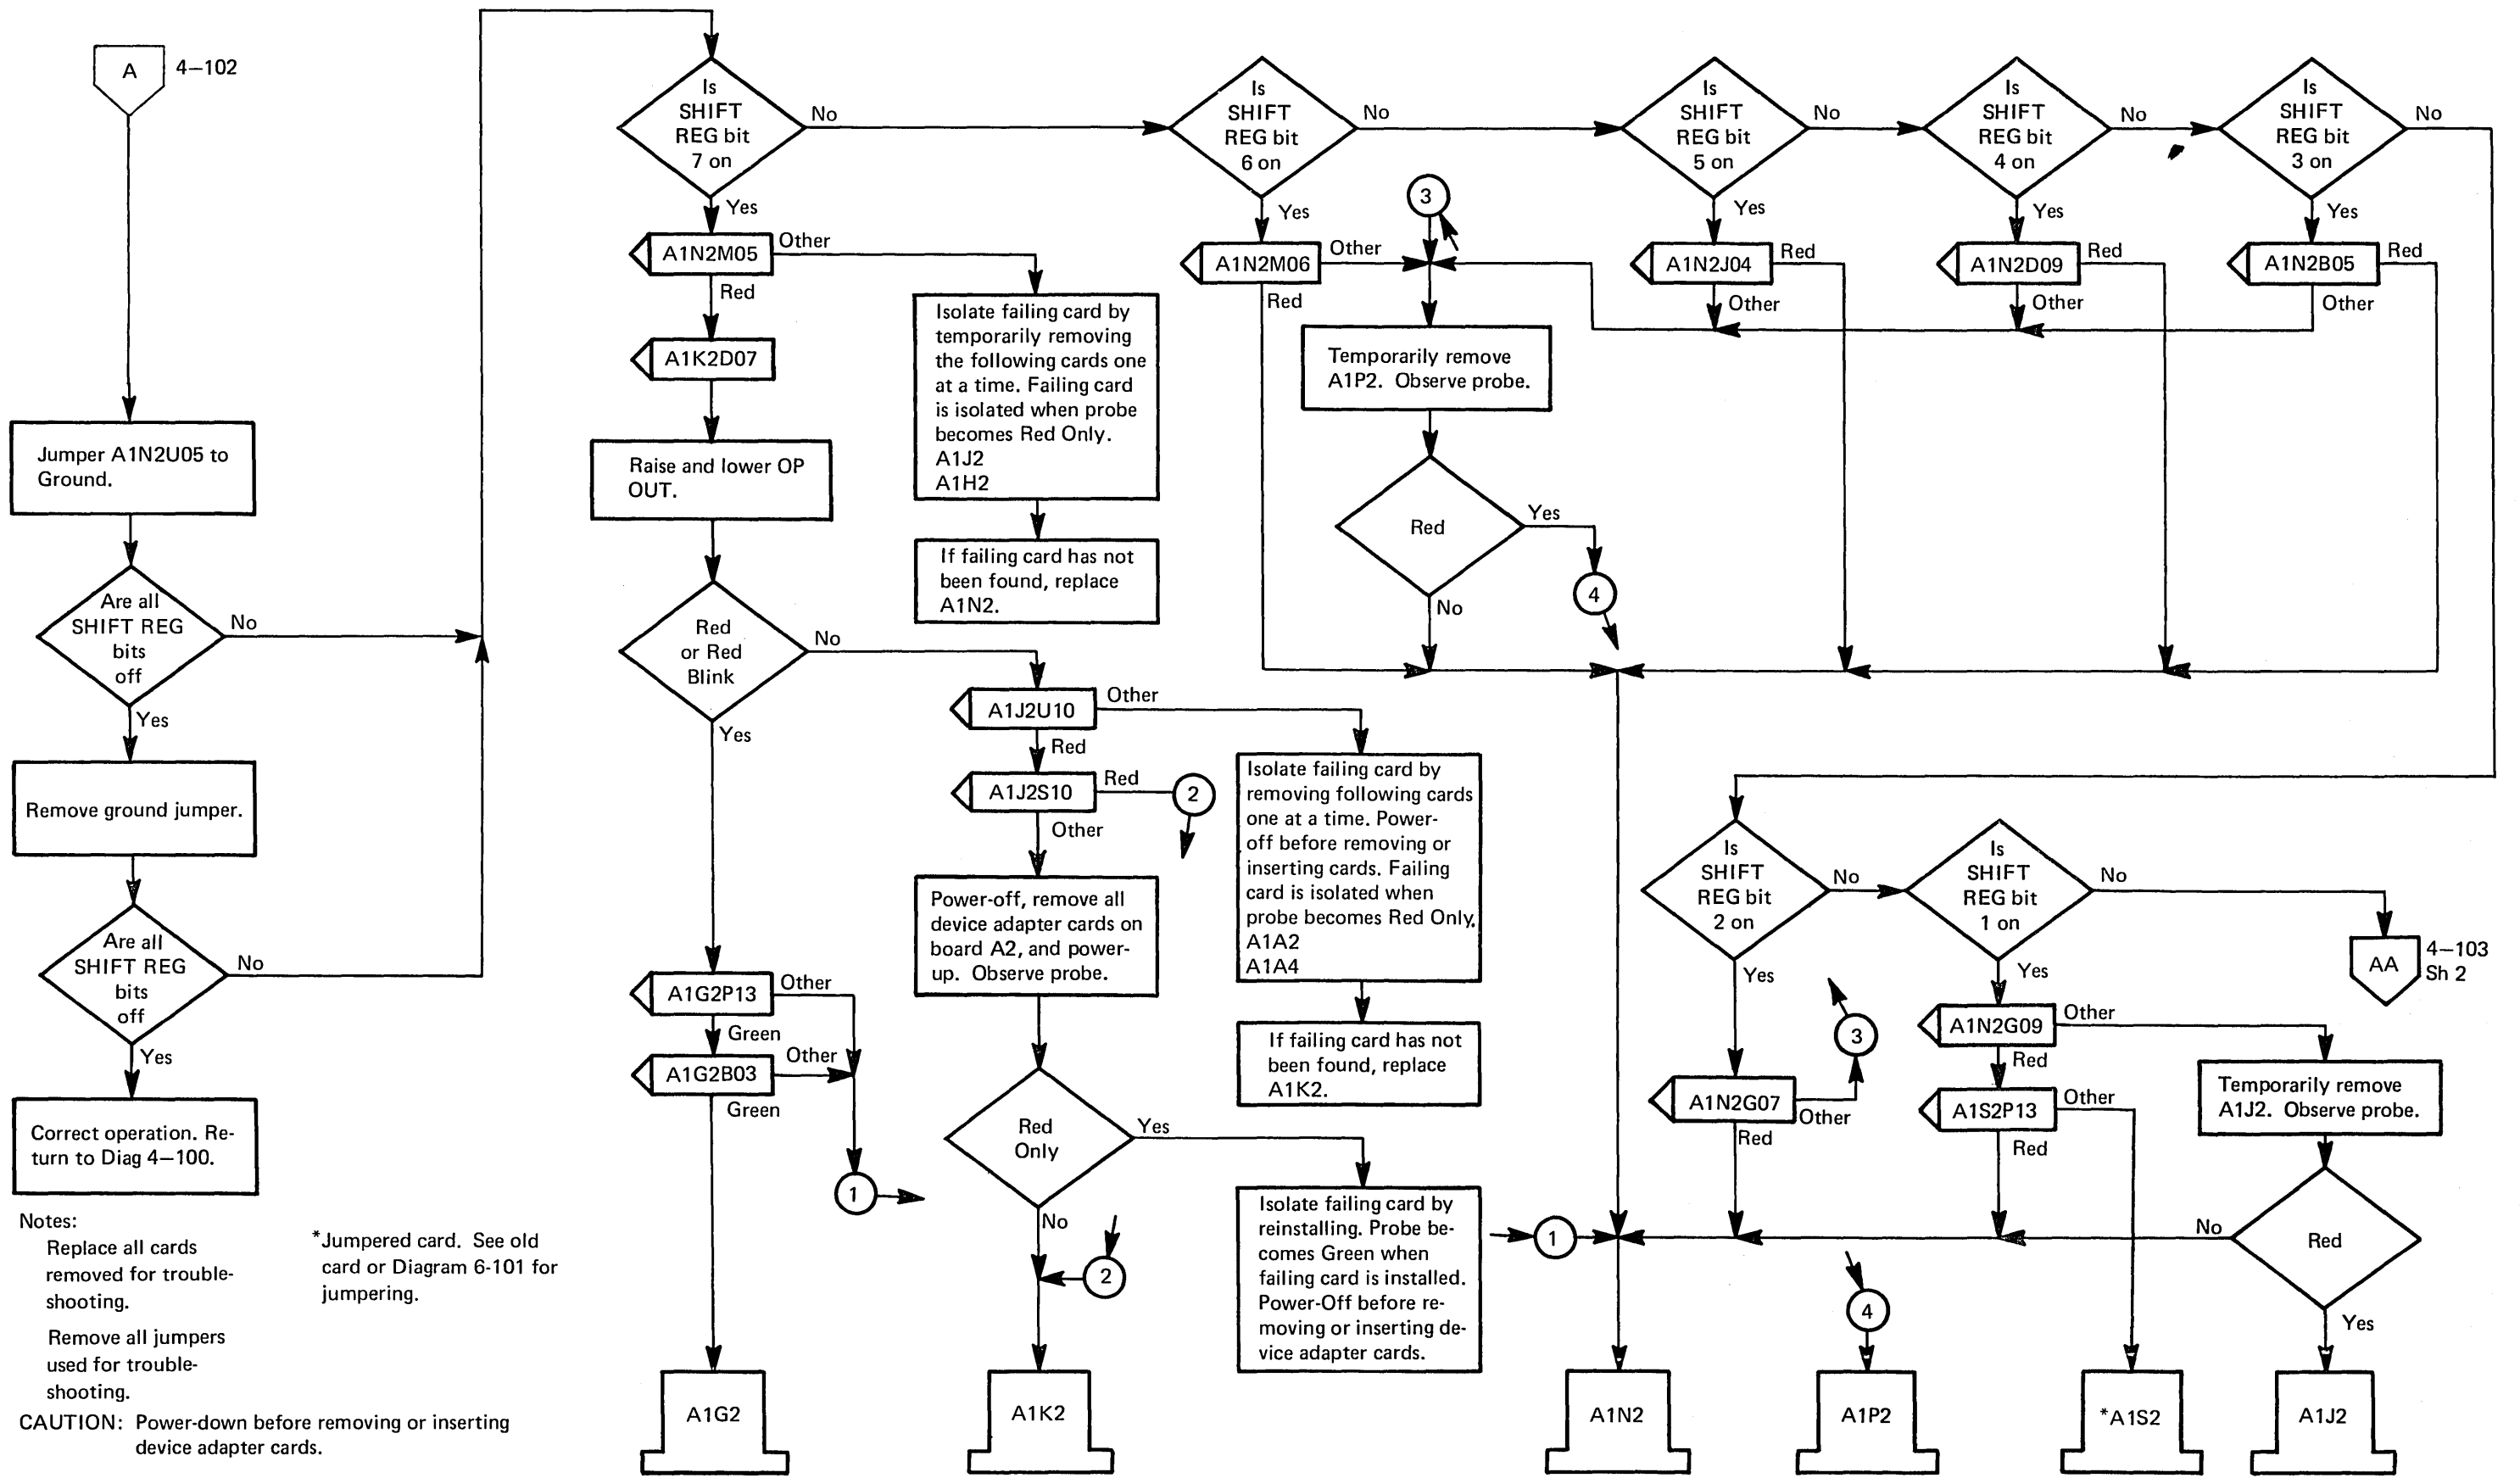 A
4—102
Jumper A1N2U05 to
Ground.
Are all
SHIFT REG
bits
off
No
Yes
Remove ground jumper.
Are all
SHIFT REG
bits
off
No
Yes
Correct operation. Re-
turn to Diag 4—100.
Notes:
Replace all cards
removed for trouble-
shooting.
Remove all jumpers
used for trouble-
shooting.
CAUTION: Power-down before removing or inserting
device adapter cards.
*Jumpered card. See old
card or Diagram 6-101 for
jumpering.
Is
SHIFT
REG bit
7 on
No
Yes
A1N2M05
Other
Red
A1K2D07
Raise and lower OP
OUT.
Red
or Red
Blink
No
Yes
A1G2P13
Other
Green
A1G2B03
Other
Green
1
A1G2
Isolate failing card by
temporarily removing
the following cards one
at a time. Failing card
is isolated when probe
becomes Red Only.
A1J2
A1H2
If failing card has not
been found, replace
A1N2.
A1J2U10
Other
Red
A1J2S10
Red
2
Other
Power-off, remove all
device adapter cards on
board A2, and power-
up. Observe probe.
Red
Only
Yes
No
2
A1K2
Isolate failing card by
removing following cards
one at a time. Power-
off before removing or
inserting cards. Failing
card is isolated when
probe becomes Red Only.
A1A2
A1A4
If failing card has not
been found, replace
A1K2.
Isolate failing card by
reinstalling. Probe be-
comes Green when
failing card is installed.
Power-Off before re-
moving or inserting de-
vice adapter cards.
Is
SHIFT
REG bit
6 on
No
Yes
A1N2M06
Other
Red
3
Temporarily remove
A1P2. Observe probe.
Red
Yes
4
No
Is
SHIFT
REG bit
5 on
No
Yes
A1N2J04
Red
Other
Is
SHIFT
REG bit
4 on
No
Yes
A1N2D09
Red
Other
Is
SHIFT
REG bit
3 on
No
Yes
A1N2B05
Red
Other
Is
SHIFT
REG bit
2 on
No
Yes
A1N2G07
Other
Red
3
Is
SHIFT
REG bit
1 on
No
Yes
AA
4—103
Sh 2
A1N2G09
Other
Red
A1S2P13
Other
Red
Temporarily remove
A1J2. Observe probe.
Red
No
Yes
1
4
A1N2
A1P2
*A1S2
A1J2